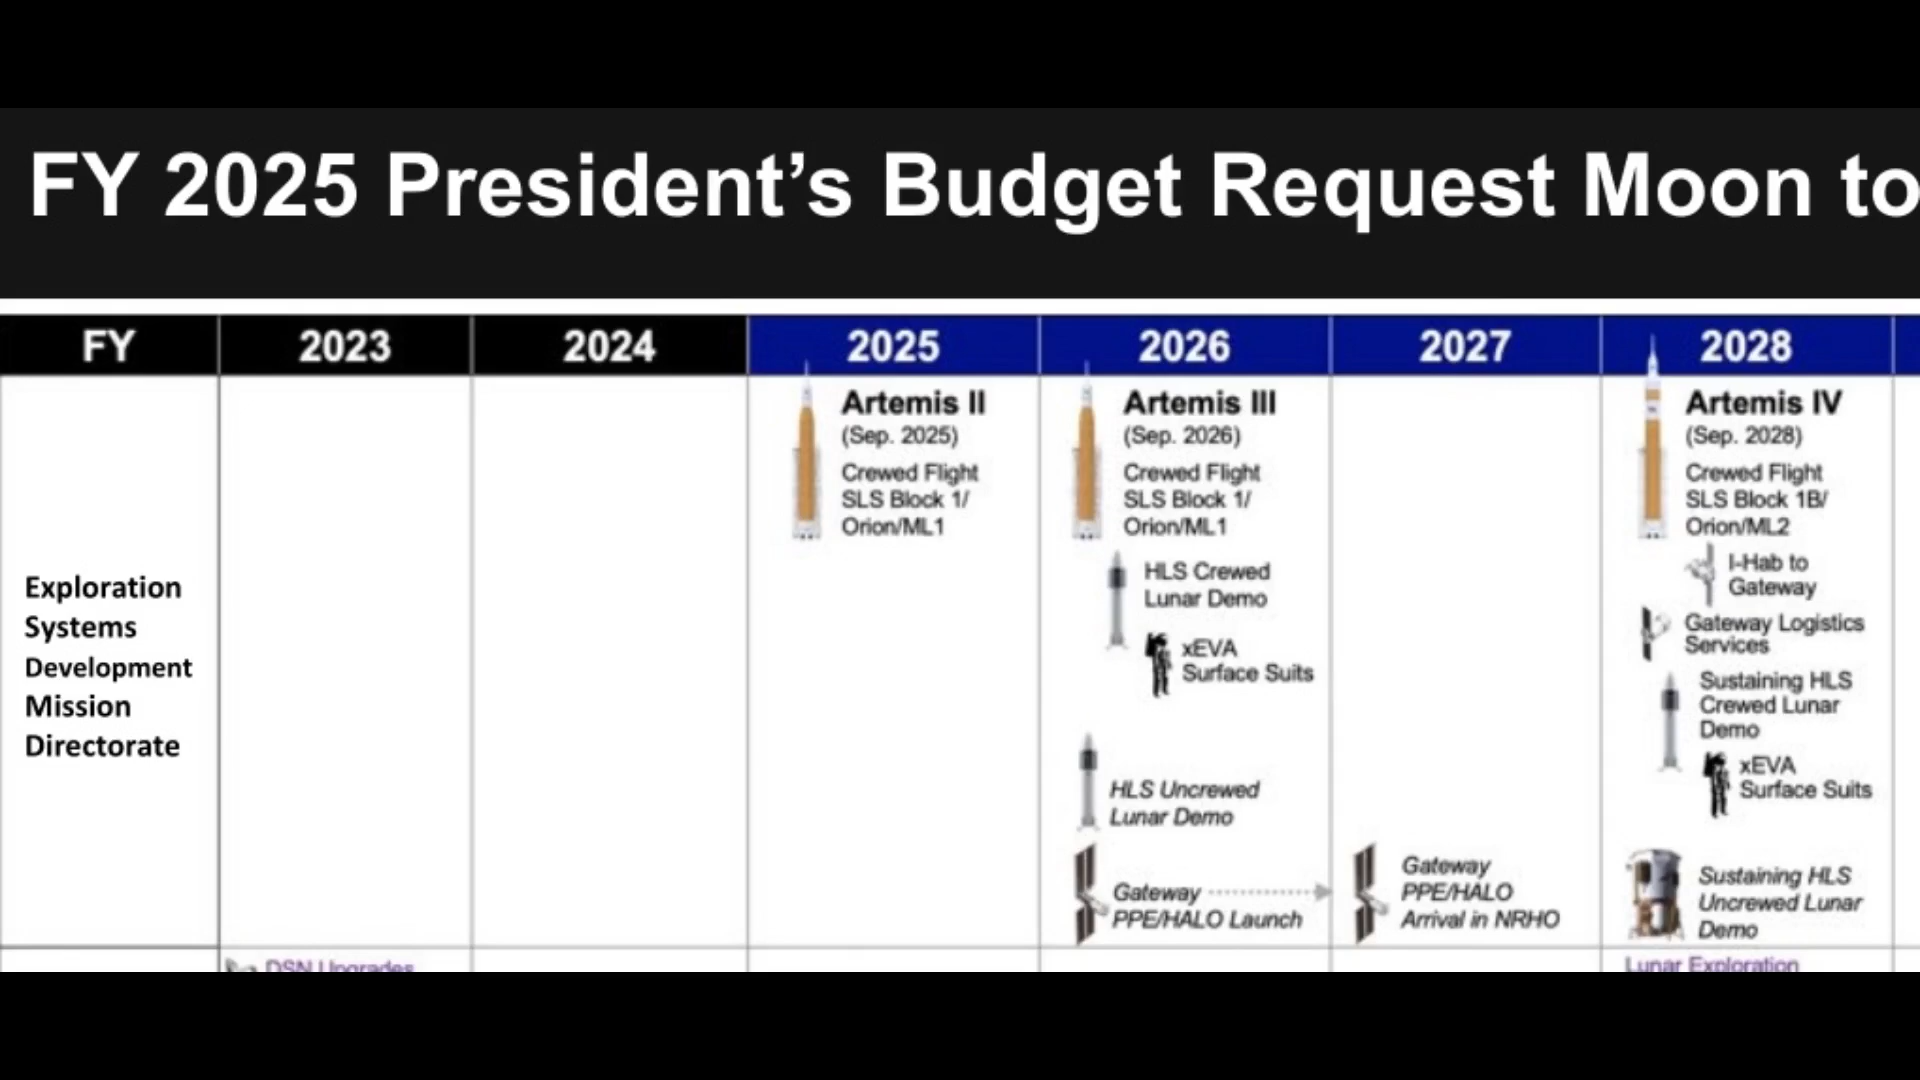 FY 2025 President’s Budget Request Moon to
FY 2023 2024 2025 2026 2027 2028
Exploration
Systems
Development
Mission
Directorate
Artemis II
(Sep. 2025)
Crewed Flight
SLS Block 1/
Orion/ML1
Artemis III
(Sep. 2026)
Crewed Flight
SLS Block 1/
Orion/ML1
HLS Crewed
Lunar Demo
xEVA
Surface Suits
HLS Uncrewed
Lunar Demo
Gateway
PPE/HALO Launch
Gateway
PPE/HALO
Arrival in NRHO
Artemis IV
(Sep. 2028)
Crewed Flight
SLS Block 1B/
Orion/ML2
I-Hab to
Gateway
Gateway Logistics
Services
Sustaining HLS
Crewed Lunar
Demo
xEVA
Surface Suits
Sustaining HLS
Uncrewed Lunar
Demo
DSN Upgrades
Lunar Exploration